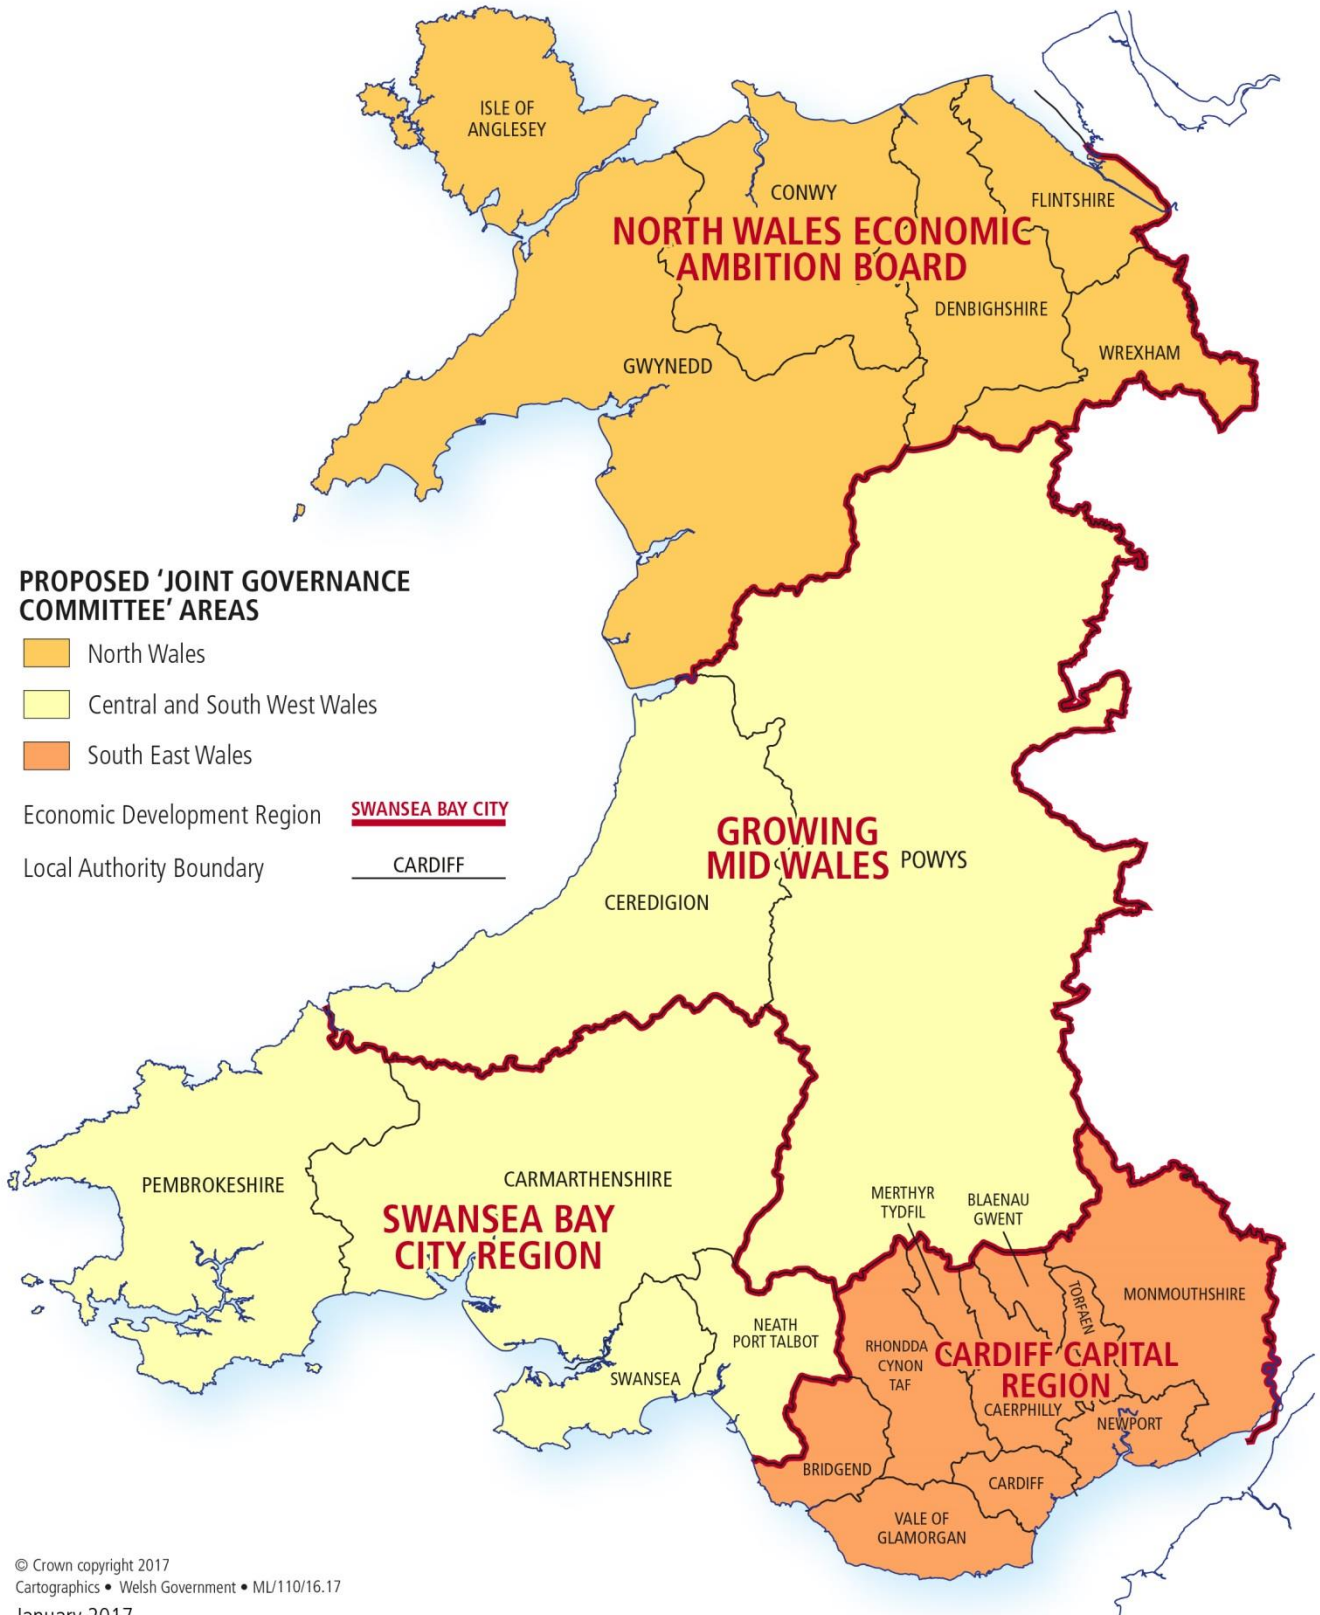 ISLE OF
ANGLESEY
CONWY
FLINTSHIRE
NORTH WALES ECONOMIC
AMBITION BOARD
DENBIGHSHIRE
WREXHAM
GWYNEDD
PROPOSED ‘JOINT GOVERNANCE
COMMITTEE’ AREAS
North Wales
Central and South West Wales
South East Wales
Economic Development Region SWANSEA BAY CITY
Local Authority Boundary CARDIFF
GROWING
MID WALES
POWYS
CEREDIGION
PEMBROKESHIRE
CARMARTHENSHIRE
SWANSEA BAY
CITY REGION
MERTHYR
TYDFIL
BLAENAU
GWENT
TORFAEN
MONMOUTHSHIRE
NEATH
PORT TALBOT
RHONDDA
CYNON
TAF
CARDIFF CAPITAL
REGION
SWANSEA
CAERPHILLY
NEWPORT
BRIDGEND
CARDIFF
VALE OF
GLAMORGAN
© Crown copyright 2017
Cartographics • Welsh Government • ML/110/16.17
January 2017